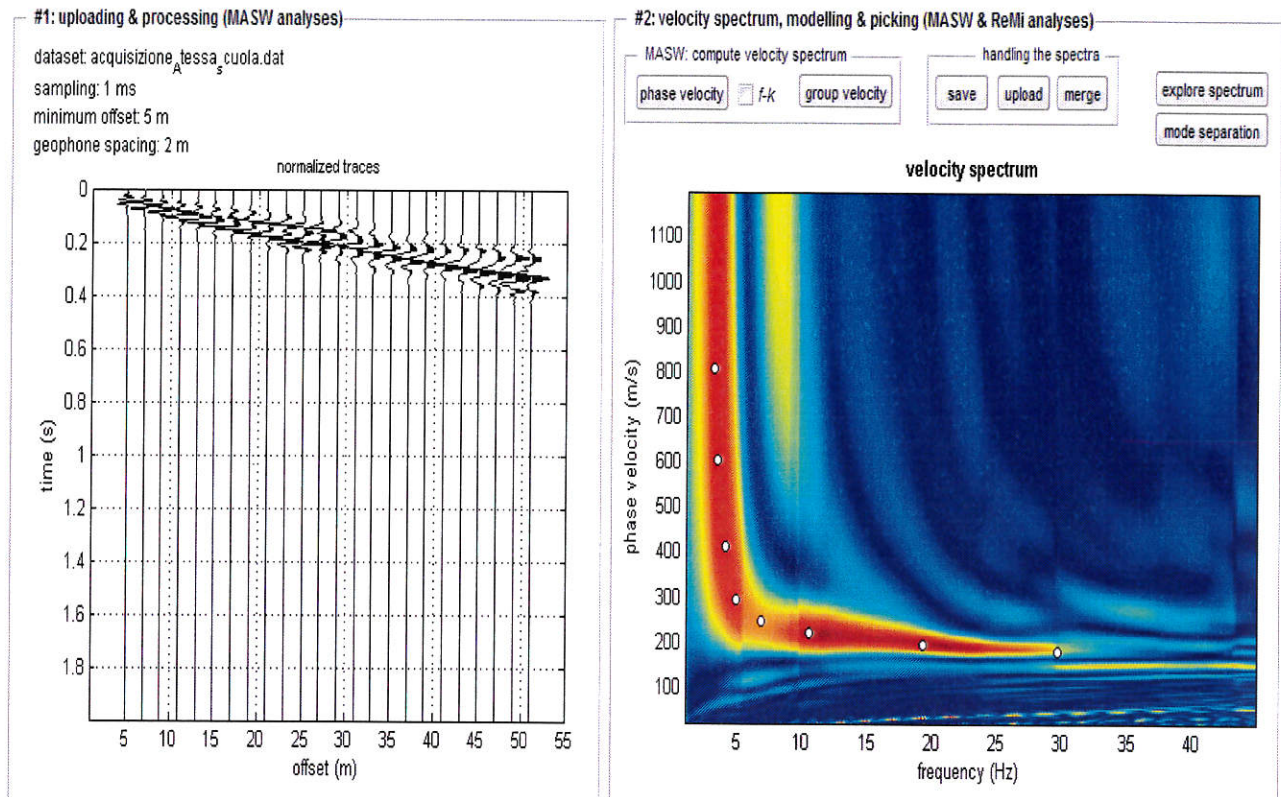 #1: uploading & processing (MASW analyses)
dataset: acquisizione_Atessa_scuola.dat
sampling: 1 ms
minimum offset: 5 m
geophone spacing: 2 m
normalized traces
0
0.2
0.4
0.6
0.8
1
1.2
1.4
1.6
1.8
time (s)
5 10 15 20 25 30 35 40 45 50 55
offset (m)
#2: velocity spectrum, modelling & picking (MASW & ReMi analyses)
MASW: compute velocity spectrum
phase velocity f-k group velocity
handling the spectra
save upload merge
explore spectrum
mode separation
velocity spectrum
1100
1000
900
800
700
600
500
400
300
200
100
phase velocity (m/s)
5 10 15 20 25 30 35 40
frequency (Hz)